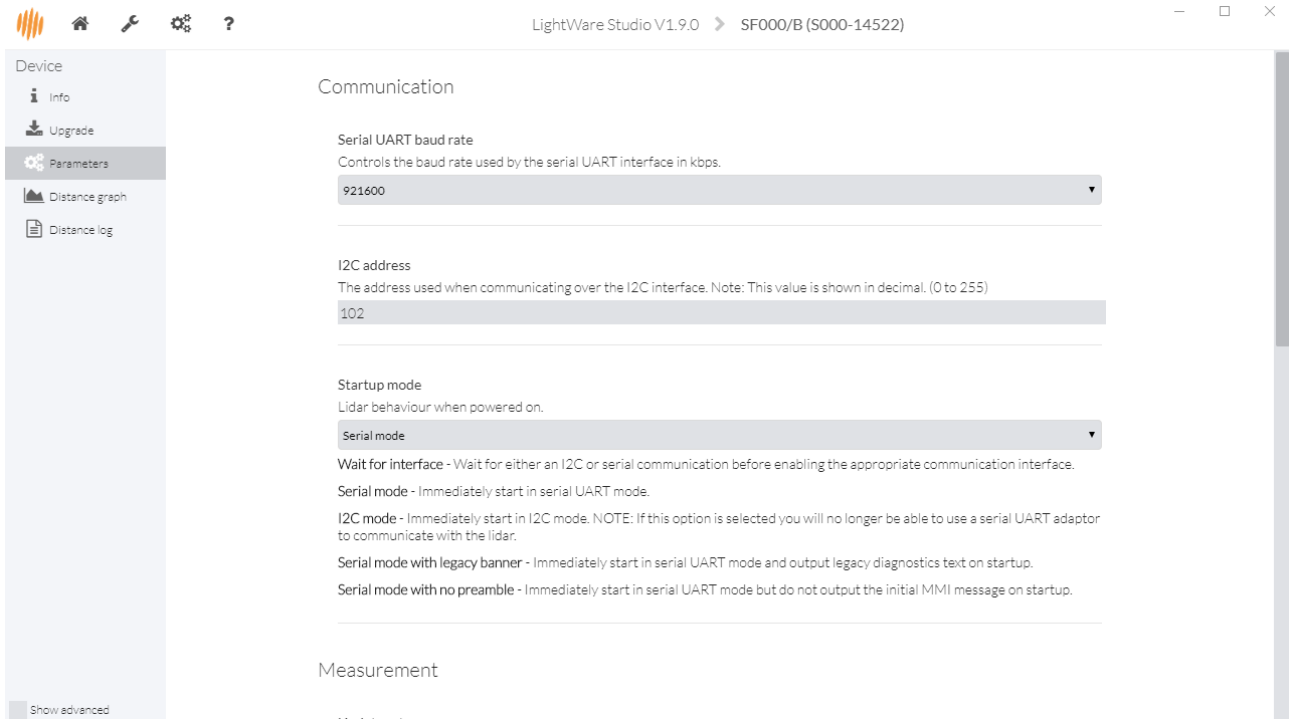 LightWare Studio V1.9.0 > SF000/B (S000-14522)
Device
Info
Upgrade
Parameters
Distance graph
Distance log
Show advanced
Communication
Serial UART baud rate
Controls the baud rate used by the serial UART interface in kbps.
921600
I2C address
The address used when communicating over the I2C interface. Note: This value is shown in decimal. (0 to 255)
102
Startup mode
Lidar behaviour when powered on.
Serial mode
Wait for interface - Wait for either an I2C or serial communication before enabling the appropriate communication interface.
Serial mode - Immediately start in serial UART mode.
I2C mode - Immediately start in I2C mode. NOTE: If this option is selected you will no longer be able to use a serial UART adaptor
to communicate with the lidar.
Serial mode with legacy banner - Immediately start in serial UART mode and output legacy diagnostics text on startup.
Serial mode with no preamble - Immediately start in serial UART mode but do not output the initial MMI message on startup.
Measurement